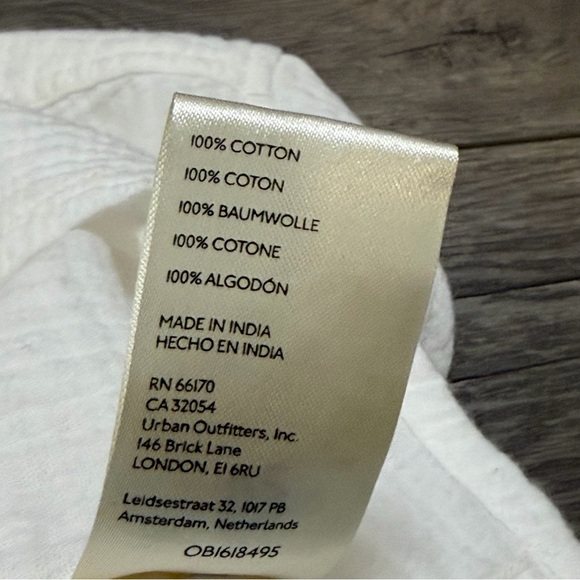 100% COTTON
100% COTON
100% BAUMWOLLE
100% COTONE
100% ALGODÓN
MADE IN INDIA
HECHO EN INDIA
RN 66170
CA 32054
Urban Outfitters, Inc.
146 Brick Lane
LONDON, E1 6RU
Leidsestraat 32, 1017 PB
Amsterdam, Netherlands
OB1618495